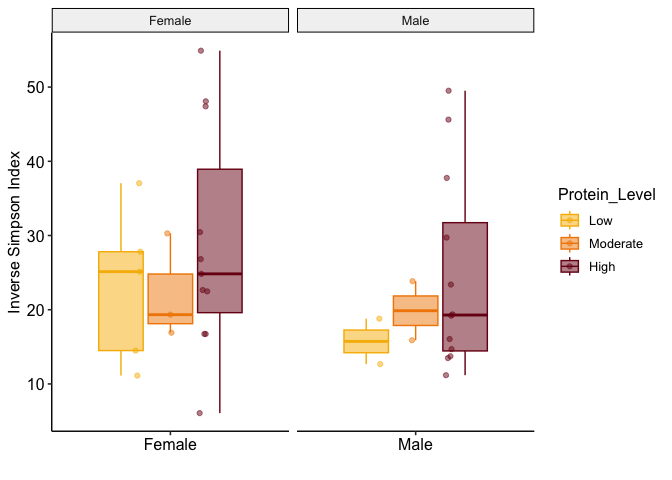 Female
Male
Inverse Simpson Index
50
40
30
20
10
Female
Male
Protein_Level
Low
Moderate
High